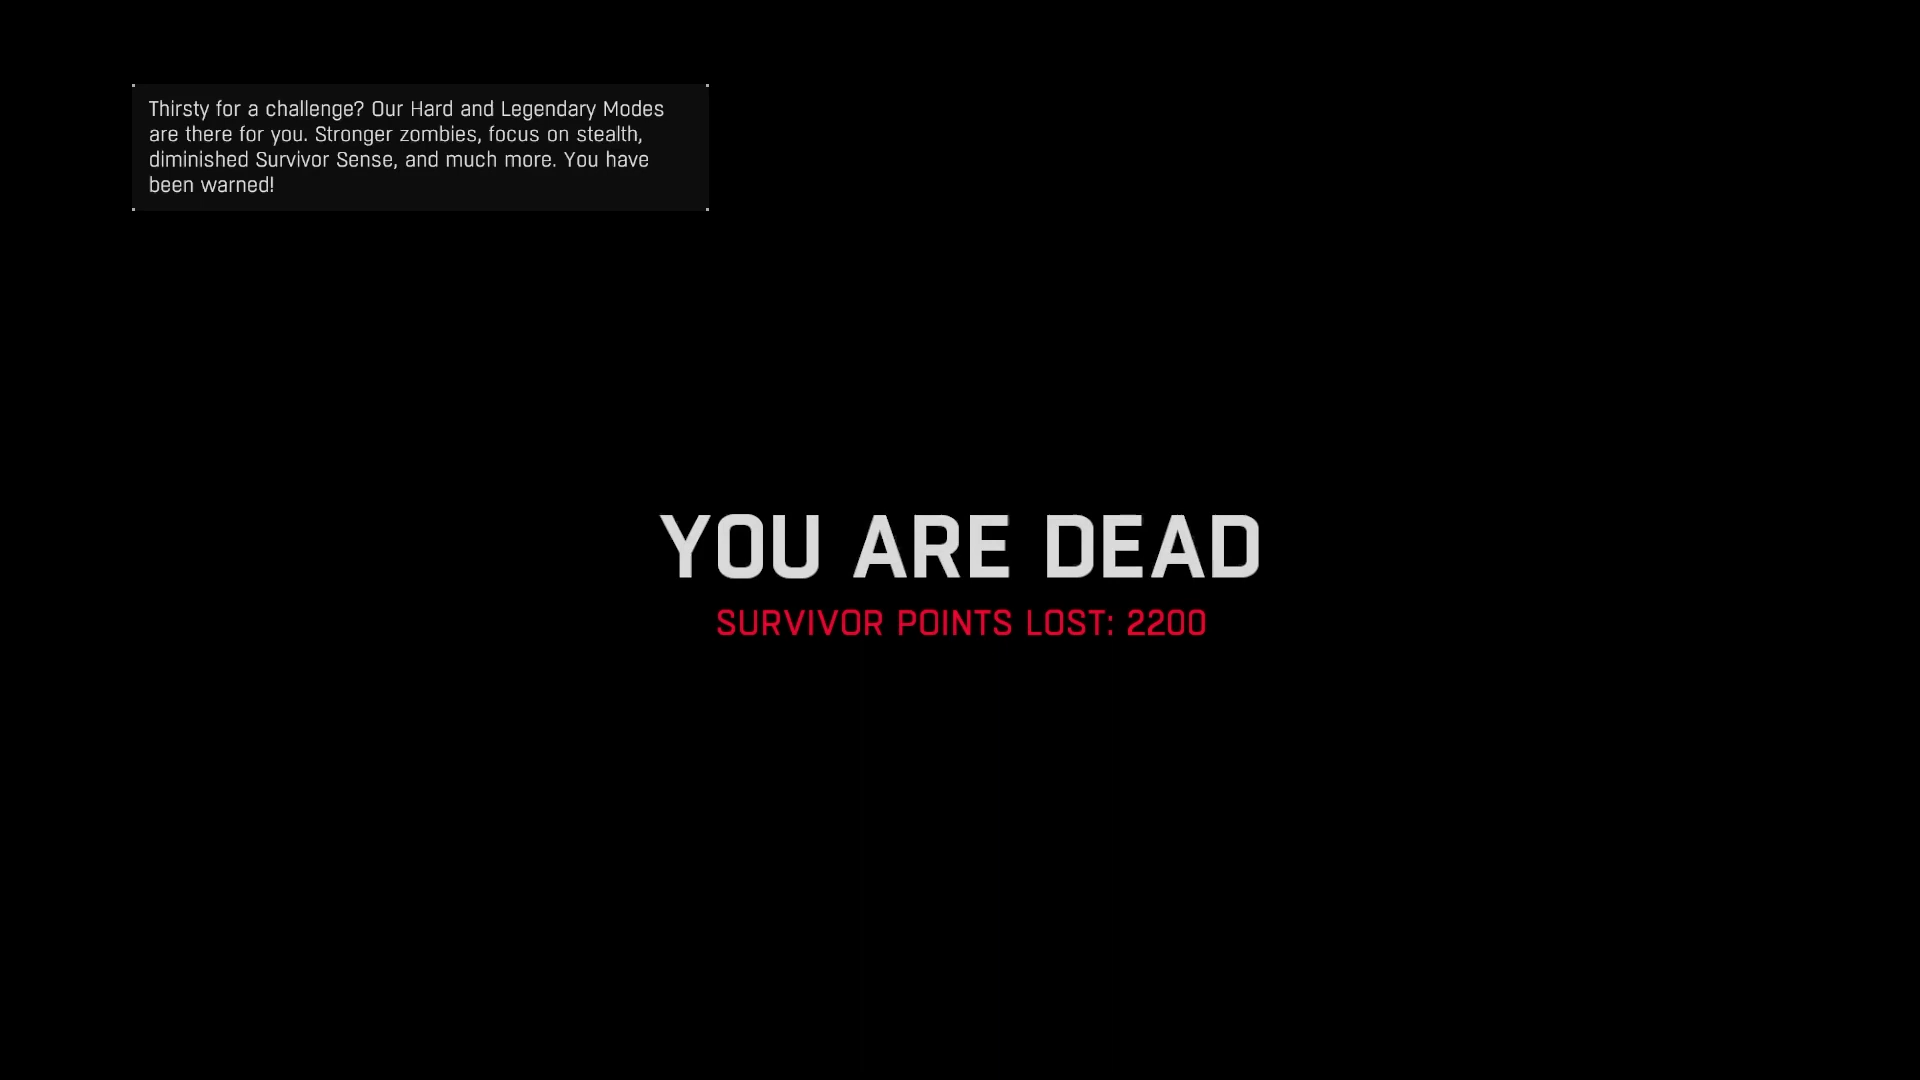 Thirsty for a challenge? Our Hard and Legendary Modes
are there for you. Stronger zombies, focus on stealth,
diminished Survivor Sense, and much more. You have
been warned!
YOU ARE DEAD
SURVIVOR POINTS LOST: 2200